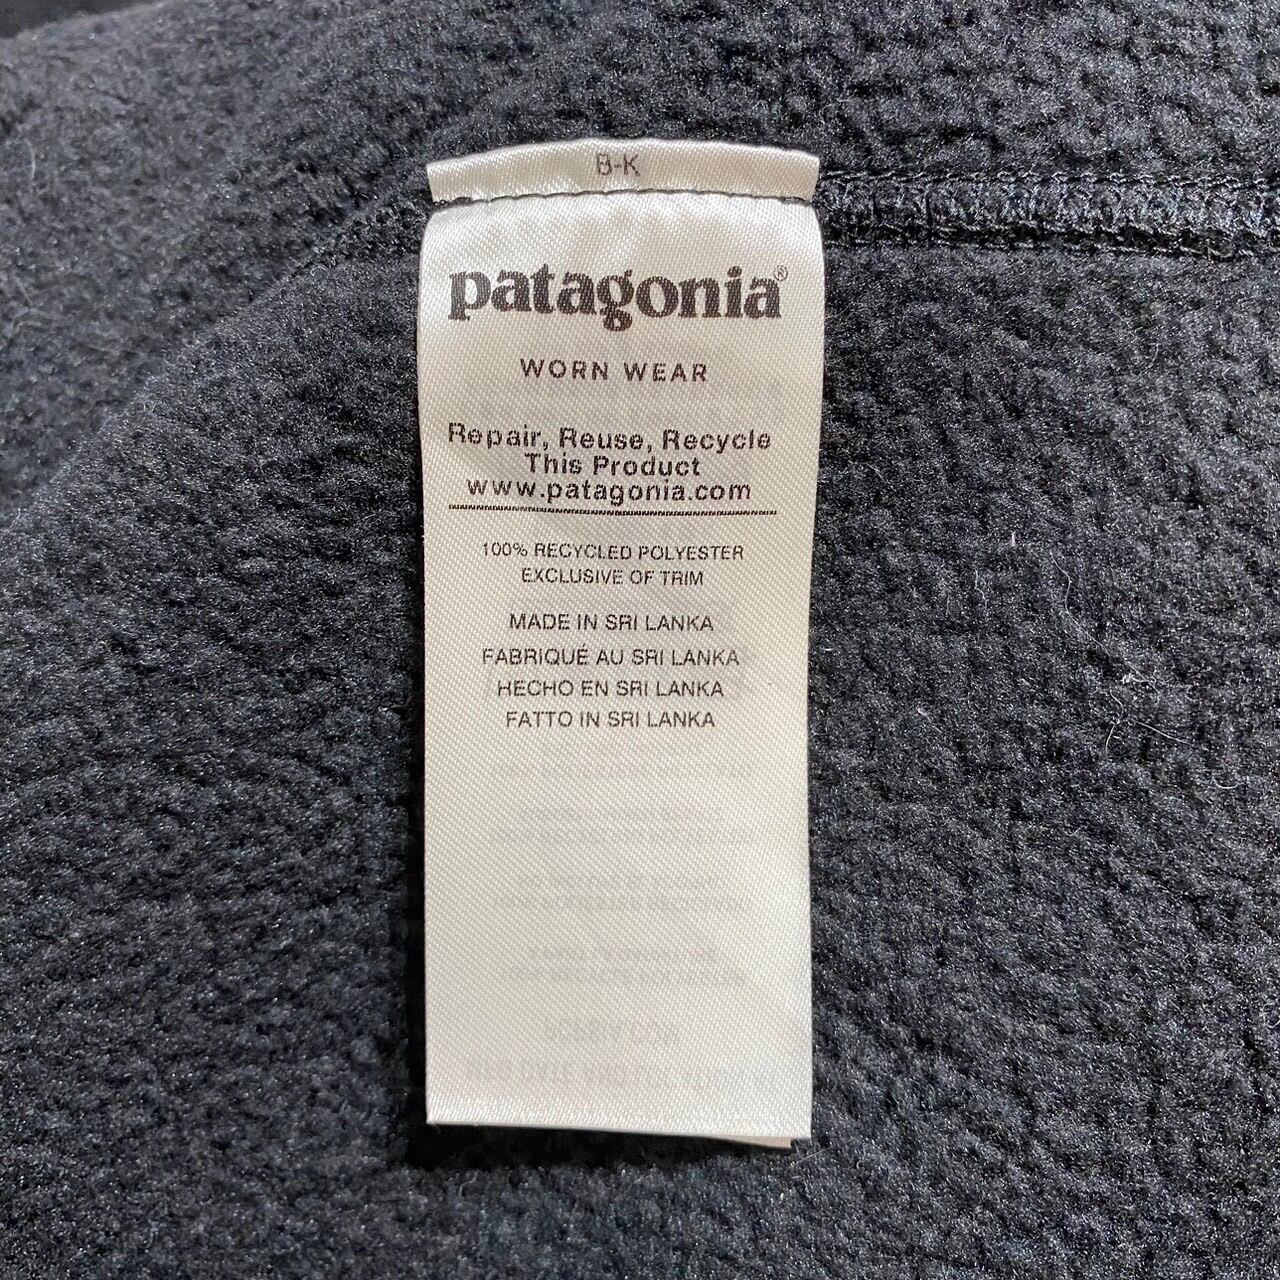 B-K
patagonia®
WORN WEAR
Repair, Reuse, Recycle
This Product
www.patagonia.com
100% RECYCLED POLYESTER
EXCLUSIVE OF TRIM
MADE IN SRI LANKA
FABRIQUÉ AU SRI LANKA
HECHO EN SRI LANKA
FATTO IN SRI LANKA